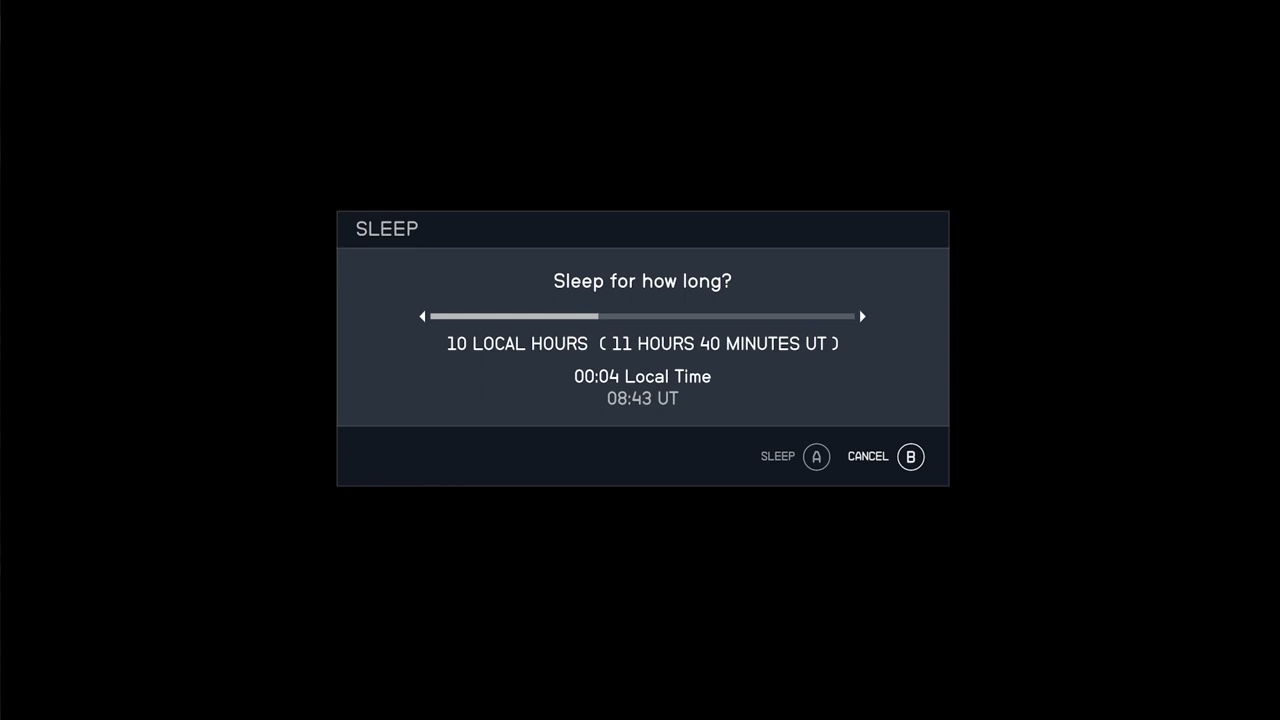 SLEEP
Sleep for how long?
10 LOCAL HOURS ( 11 HOURS 40 MINUTES UT )
00:04 Local Time
08:43 UT
SLEEP A CANCEL B